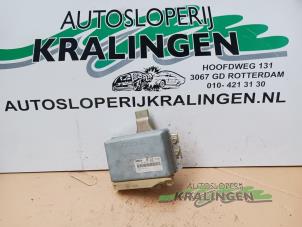 AUTOSLOPERIJ
KRALINGEN
HOOFDWEG 131
3067 GD ROTTERDAM
010- 421 31 30
AUTOSLOPERIJKRALINGEN.NL
AUTOSLOPERIJ
KRALINGEN